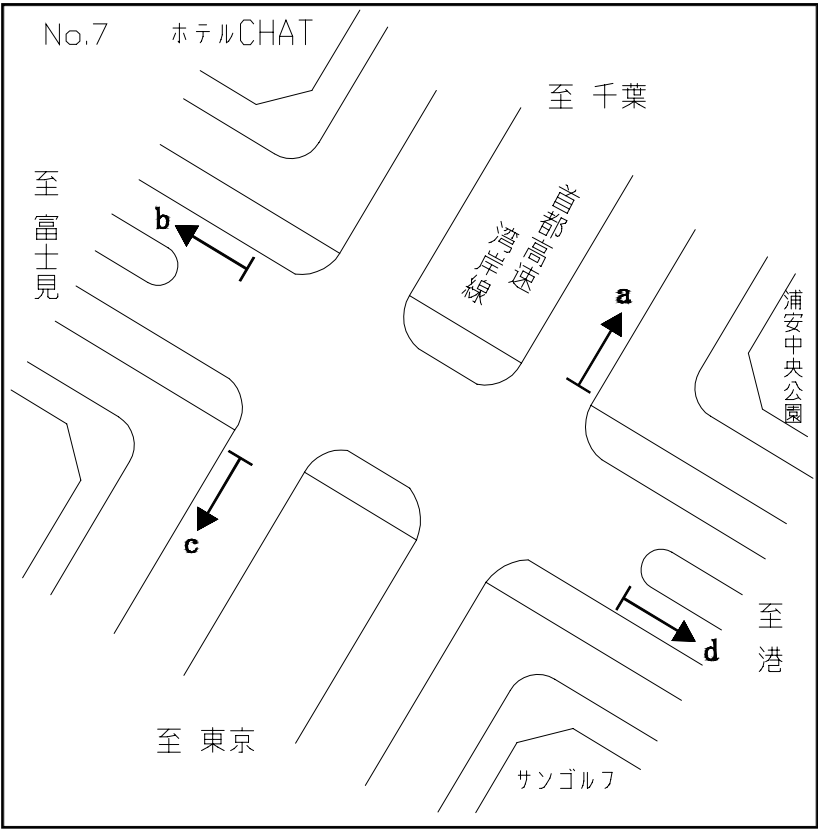 No.7
ホテルCHAT
至 千葉
至 富士見
b
首都高速
湾岸線
a
浦安中央公園
c
至 港
d
至 東京
サンゴルフ